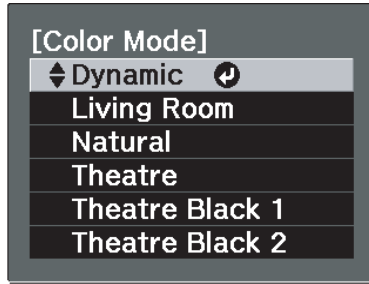 [Color Mode]
Dynamic
Living Room
Natural
Theatre
Theatre Black 1
Theatre Black 2